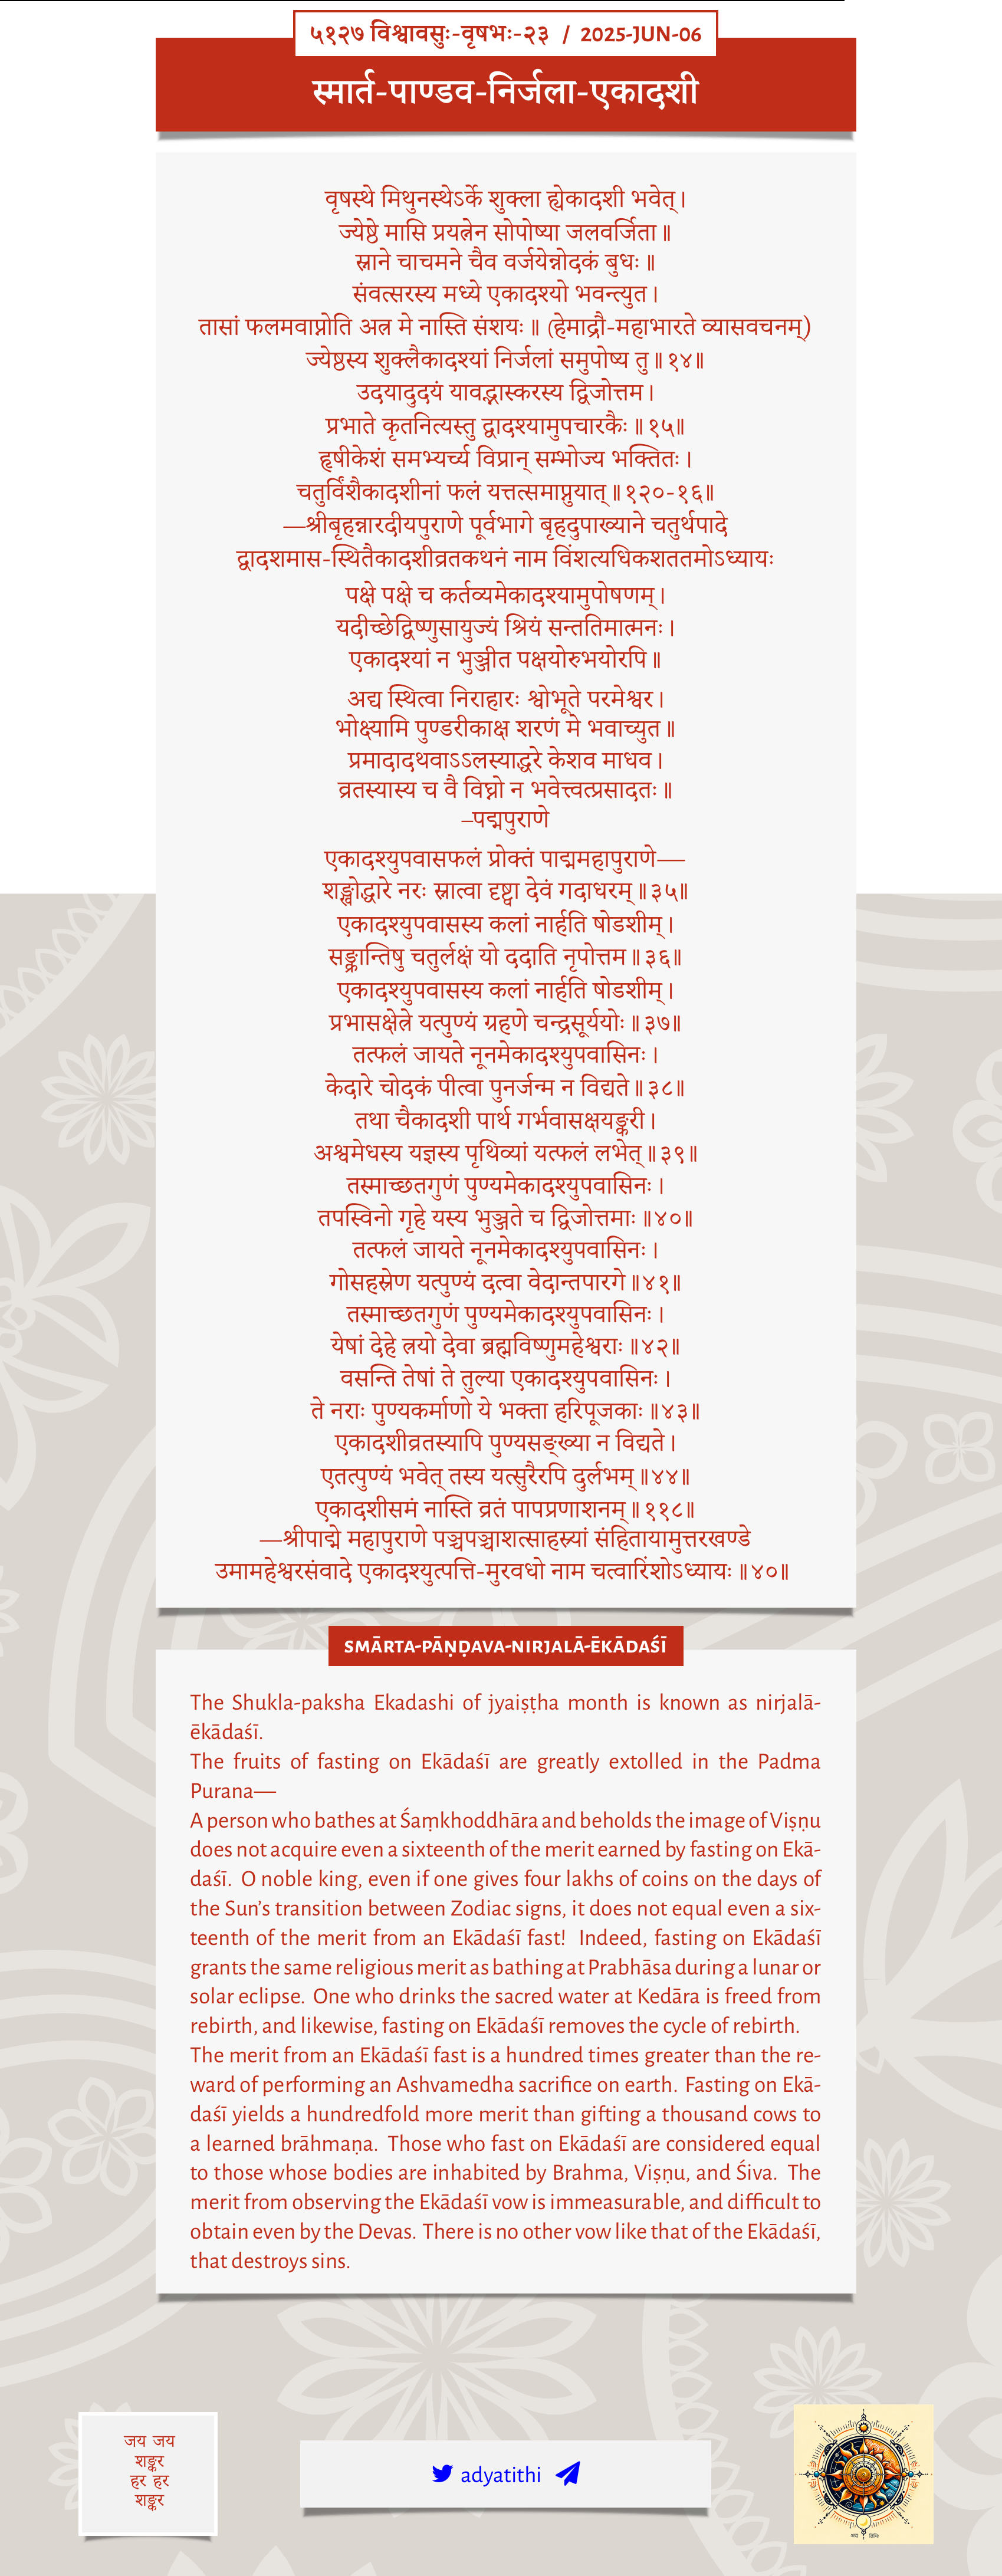 ५१२७ विश्वावसुः-वृषभः-२३ / 2025-JUN-06
स्मार्त-पाण्डव-निर्जला-एकादशी
वृषस्थे मिथुनस्थेऽर्के शुक्ला ह्येकादशी भवेत्।
ज्येष्ठे मासि प्रयत्नेन सोपोष्या जलवर्जिता॥
स्नाने चाचमने चैव वर्जयेन्नोदकं बुधः॥
संवत्सरस्य मध्ये एकादश्यो भवन्त्युत।
तासां फलमवाप्नोति अत्र मे नास्ति संशयः॥ (हेमाद्रौ-महाभारते व्यासवचनम्)
ज्येष्ठस्य शुक्लैकादश्यां निर्जलां समुपोष्य तु॥१४॥
उदयादुदयं यावद्भास्करस्य द्विजोत्तम।
प्रभाते कृतनित्यस्तु द्वादश्यामुपचारकैः॥१५॥
हृषीकेशं समभ्यर्च्य विप्रान् सम्भोज्य भक्तितः।
चतुर्विंशैकादशीनां फलं यत्तत्समाप्नुयात्॥१२०-१६॥
—श्रीबृहन्नारदीयपुराणे पूर्वभागे बृहदुपाख्याने चतुर्थपादे
द्वादशमास-स्थितैकादशीव्रतकथनं नाम विंशत्यधिकशततमोऽध्यायः
पक्षे पक्षे च कर्तव्यमेकादश्यामुपोषणम्।
यदीच्छेद्विष्णुसायुज्यं श्रियं सन्ततिमात्मनः।
एकादश्यां न भुञ्जीत पक्षयोरुभयोरपि॥
अद्य स्थित्वा निराहारः श्वोभूते परमेश्वर।
भोक्ष्यामि पुण्डरीकाक्ष शरणं मे भवाच्युत॥
प्रमादादथवाऽऽलस्याद्धरे केशव माधव।
व्रतस्यास्य च वै विघ्नो न भवेत्त्वत्प्रसादतः॥
–पद्मपुराणे
एकादश्युपवासफलं प्रोक्तं पाद्ममहापुराणे—
शङ्खोद्धारे नरः स्नात्वा दृष्ट्वा देवं गदाधरम्॥३५॥
एकादश्युपवासस्य कलां नार्हति षोडशीम्।
सङ्क्रान्तिषु चतुर्लक्षं यो ददाति नृपोत्तम॥३६॥
एकादश्युपवासस्य कलां नार्हति षोडशीम्।
प्रभासक्षेत्रे यत्पुण्यं ग्रहणे चन्द्रसूर्ययोः॥३७॥
तत्फलं जायते नूनमेकादश्युपवासिनः।
केदारे चोदकं पीत्वा पुनर्जन्म न विद्यते॥३८॥
तथा चैकादशी पार्थ गर्भवासक्षयङ्करी।
अश्वमेधस्य यज्ञस्य पृथिव्यां यत्फलं लभेत्॥३९॥
तस्माच्छतगुणं पुण्यमेकादश्युपवासिनः।
तपस्विनो गृहे यस्य भुञ्जते च द्विजोत्तमाः॥४०॥
तत्फलं जायते नूनमेकादश्युपवासिनः।
गोसहस्रेण यत्पुण्यं दत्वा वेदान्तपारगे॥४१॥
तस्माच्छतगुणं पुण्यमेकादश्युपवासिनः।
येषां देहे त्रयो देवा ब्रह्मविष्णुमहेश्वराः॥४२॥
वसन्ति तेषां ते तुल्या एकादश्युपवासिनः।
ते नराः पुण्यकर्माणो ये भक्ता हरिपूजकाः॥४३॥
एकादशीव्रतस्यापि पुण्यसङ्ख्या न विद्यते।
एतत्पुण्यं भवेत् तस्य यत्सुरैरपि दुर्लभम्॥४४॥
एकादशीसमं नास्ति व्रतं पापप्रणाशनम्॥११८॥
—श्रीपाद्मे महापुराणे पञ्चपञ्चाशत्साहस्र्यां संहितायामुत्तरखण्डे
उमामहेश्वरसंवादे एकादश्युत्पत्ति-मुरवधो नाम चत्वारिंशोऽध्यायः॥४०॥
SMĀRTA-PĀṆḌAVA-NIRJALĀ-ĒKĀDAŚĪ
The Shukla-paksha Ekadashi of jyaiṣṭha month is known as nirjalā-
ēkādaśī.
The fruits of fasting on Ekādaśī are greatly extolled in the Padma
Purana—
A person who bathes at Śaṃkhoddhāra and beholds the image of Viṣṇu
does not acquire even a sixteenth of the merit earned by fasting on Ekā-
daśī. O noble king, even if one gives four lakhs of coins on the days of
the Sun's transition between Zodiac signs, it does not equal even a six-
teenth of the merit from an Ekādaśī fast! Indeed, fasting on Ekādaśī
grants the same religious merit as bathing at Prabhāsa during a lunar or
solar eclipse. One who drinks the sacred water at Kedāra is freed from
rebirth, and likewise, fasting on Ekādaśī removes the cycle of rebirth.
The merit from an Ekādaśī fast is a hundred times greater than the re-
ward of performing an Ashvamedha sacrifice on earth. Fasting on Ekā-
daśī yields a hundredfold more merit than gifting a thousand cows to
a learned brāhmaṇa. Those who fast on Ekādaśī are considered equal
to those whose bodies are inhabited by Brahma, Viṣṇu, and Śiva. The
merit from observing the Ekādaśī vow is immeasurable, and difficult to
obtain even by the Devas. There is no other vow like that of the Ekādaśī,
that destroys sins.
जय जय
शङ्कर
हर हर
शङ्कर
adyatithi